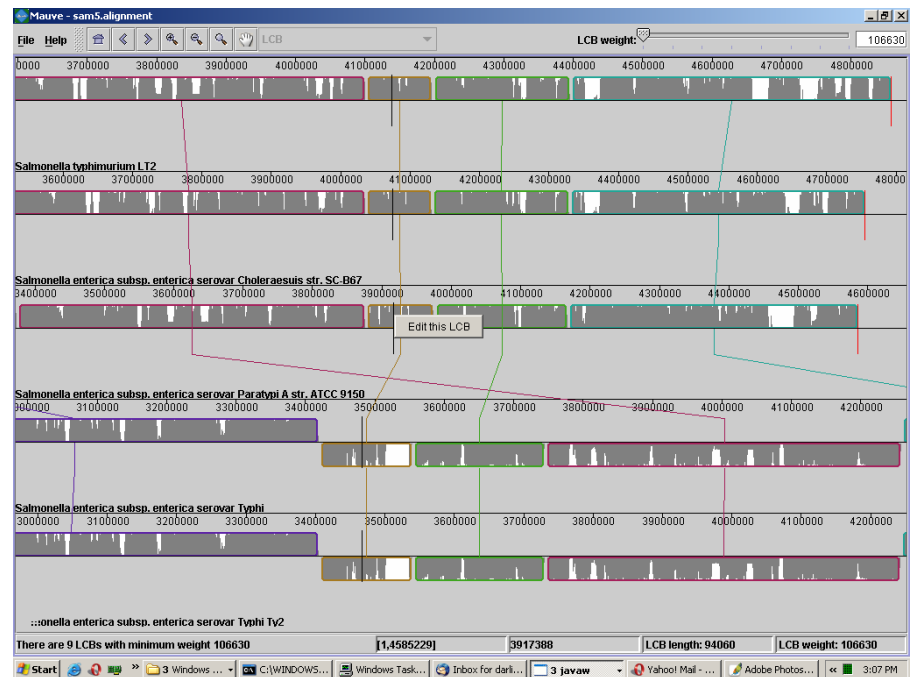 Mauve - sam5.alignment
File Help LCB LCB weight: 106630
3700000 3800000 3900000 4000000 4100000 4200000 4300000 4400000 4500000 4600000 4700000 4800000
Salmonella typhimurium LT2
3600000 3700000 3800000 3900000 4000000 4100000 4200000 4300000 4400000 4500000 4600000 4700000
Salmonella enterica subsp. enterica serovar Choleraesuis str. SC-B67
3400000 3500000 3600000 3700000 3800000 3900000 4000000 4100000 4200000 4300000 4400000 4500000 4600000
Edit this LCB
Salmonella enterica subsp. enterica serovar Paratypi A str. ATCC 9150
3100000 3200000 3300000 3400000 3500000 3600000 3700000 3800000 3900000 4000000 4100000 4200000
Salmonella enterica subsp. enterica serovar Typhi
3000000 3100000 3200000 3300000 3400000 3500000 3600000 3700000 3800000 3900000 4000000 4100000 4200000
:::onella enterica subsp. enterica serovar Typhi Ty2
There are 9 LCBs with minimum weight 106630 [1,4585229] 3917388 LCB length: 94060 LCB weight: 106630
Start 3 Windows ... C:\WINDOWS... Windows Task... Inbox for darli... 3 javaw Yahoo! Mail - ... Adobe Photos... 3:07 PM